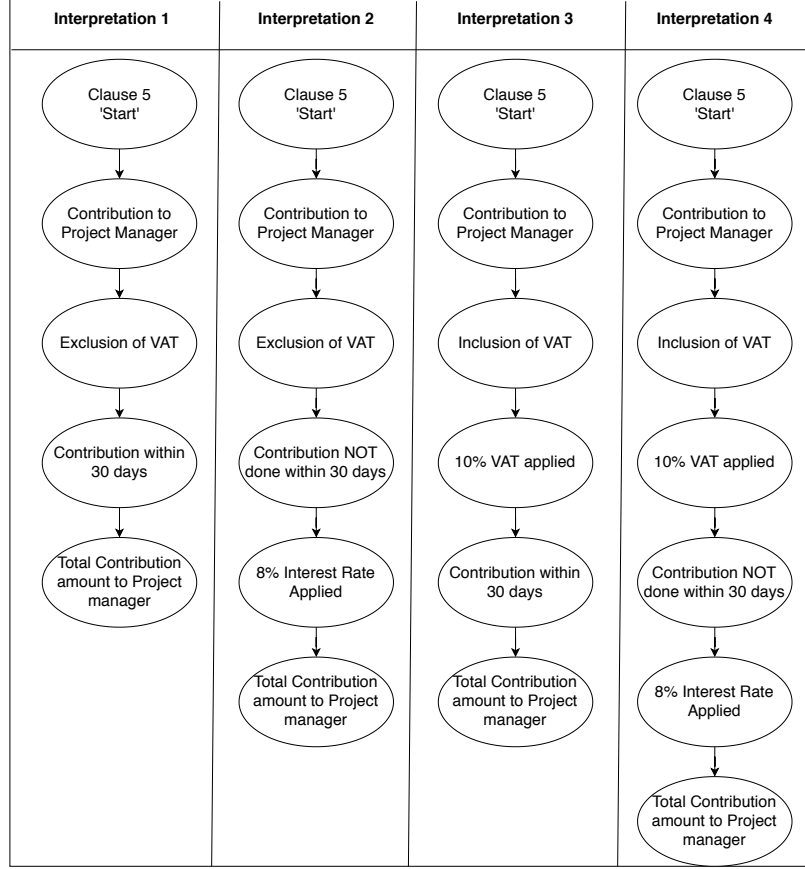 Interpretation 1
Interpretation 2
Interpretation 3
Interpretation 4
Clause 5
'Start'
Contribution to
Project Manager
Exclusion of VAT
Contribution within
30 days
Total Contribution
amount to Project
manager
Clause 5
'Start'
Contribution to
Project Manager
Exclusion of VAT
Contribution NOT
done within 30 days
8% Interest Rate
Applied
Total Contribution
amount to Project
manager
Clause 5
'Start'
Contribution to
Project Manager
Inclusion of VAT
10% VAT applied
Contribution within
30 days
Total Contribution
amount to Project
manager
Clause 5
'Start'
Contribution to
Project Manager
Inclusion of VAT
10% VAT applied
Contribution NOT
done within 30 days
8% Interest Rate
Applied
Total Contribution
amount to Project
manager